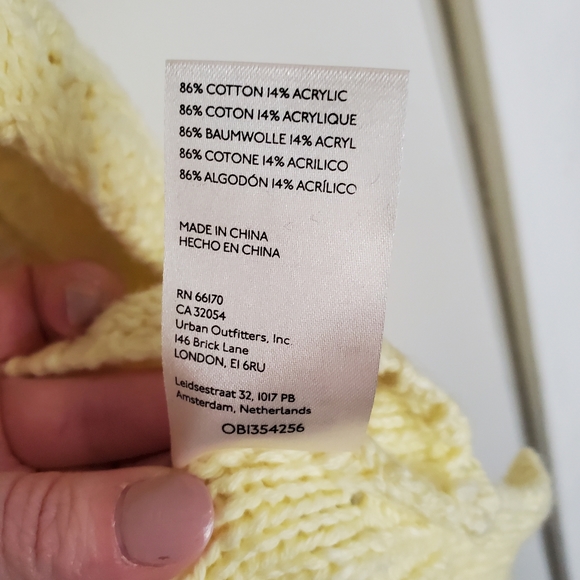 86% COTTON 14% ACRYLIC
86% COTON 14% ACRYLIQUE
86% BAUMWOLLE 14% ACRYL
86% COTONE 14% ACRILICO
86% ALGODÓN 14% ACRÍLICO
MADE IN CHINA
HECHO EN CHINA
RN 66170
CA 32054
Urban Outfitters, Inc.
146 Brick Lane
LONDON, E1 6RU
Leidsestraat 32, 1017 PB
Amsterdam, Netherlands
OB1354256